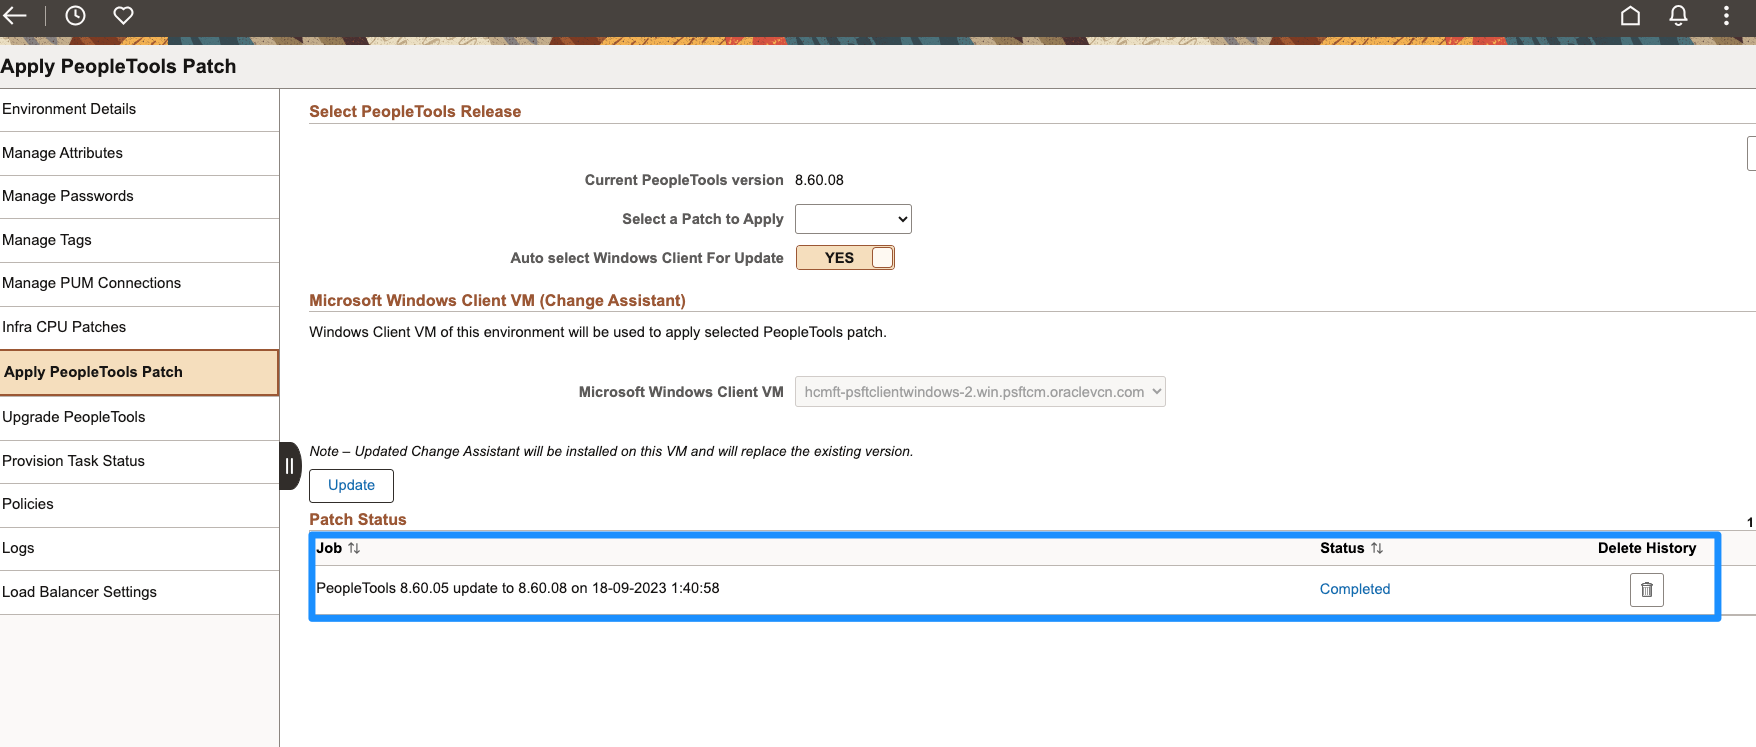 Apply PeopleTools Patch
Environment Details
Manage Attributes
Manage Passwords
Manage Tags
Manage PUM Connections
Infra CPU Patches
Apply PeopleTools Patch
Upgrade PeopleTools
Provision Task Status
Policies
Logs
Load Balancer Settings
Select PeopleTools Release
Current PeopleTools version 8.60.08
Select a Patch to Apply
Auto select Windows Client For Update YES
Microsoft Windows Client VM (Change Assistant)
Windows Client VM of this environment will be used to apply selected PeopleTools patch.
Microsoft Windows Client VM hcmft-psftclientwindows-2.win.psftcm.oraclevcn.com
Note – Updated Change Assistant will be installed on this VM and will replace the existing version.
Update
Patch Status
1
Job Status Delete History
PeopleTools 8.60.05 update to 8.60.08 on 18-09-2023 1:40:58 Completed